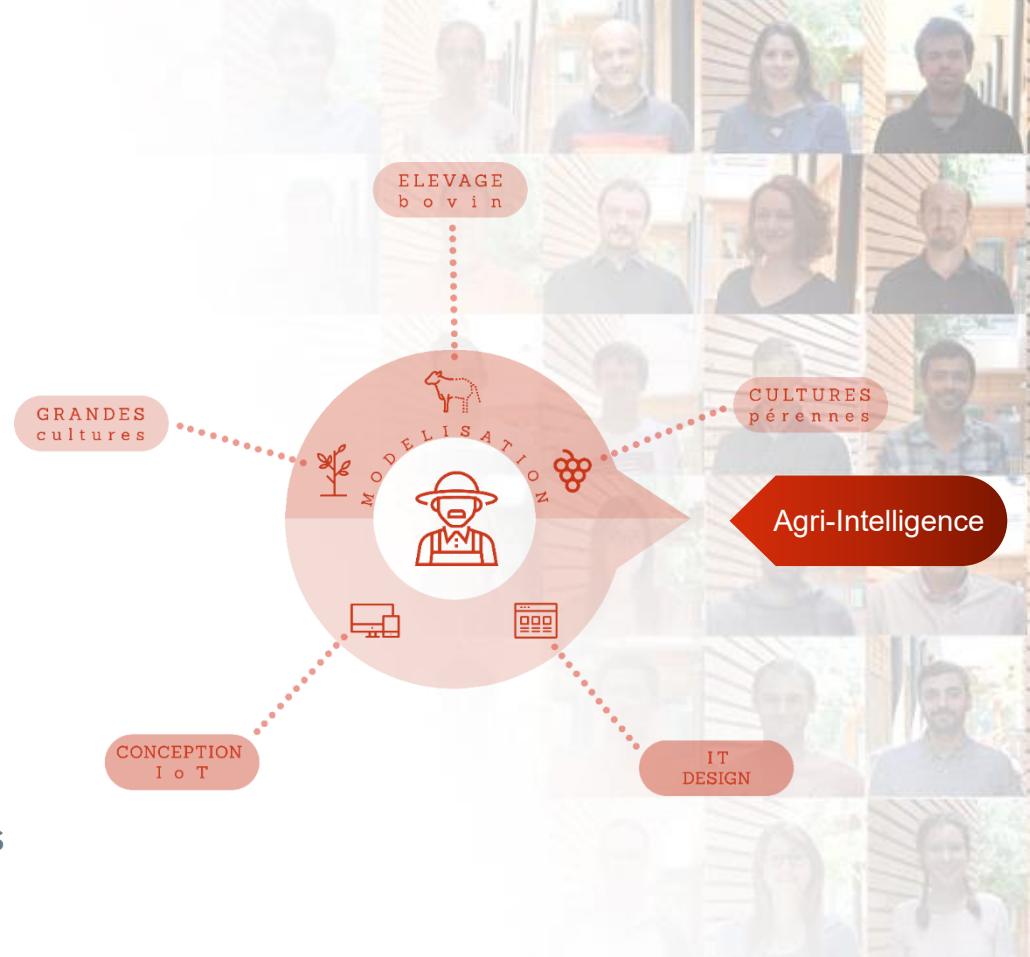 ELEVAGE
bovin
GRANDES
cultures
CULTURES
pérennes
MODELISATION
Agri-Intelligence
CONCEPTION
IoT
IT
DESIGN
s